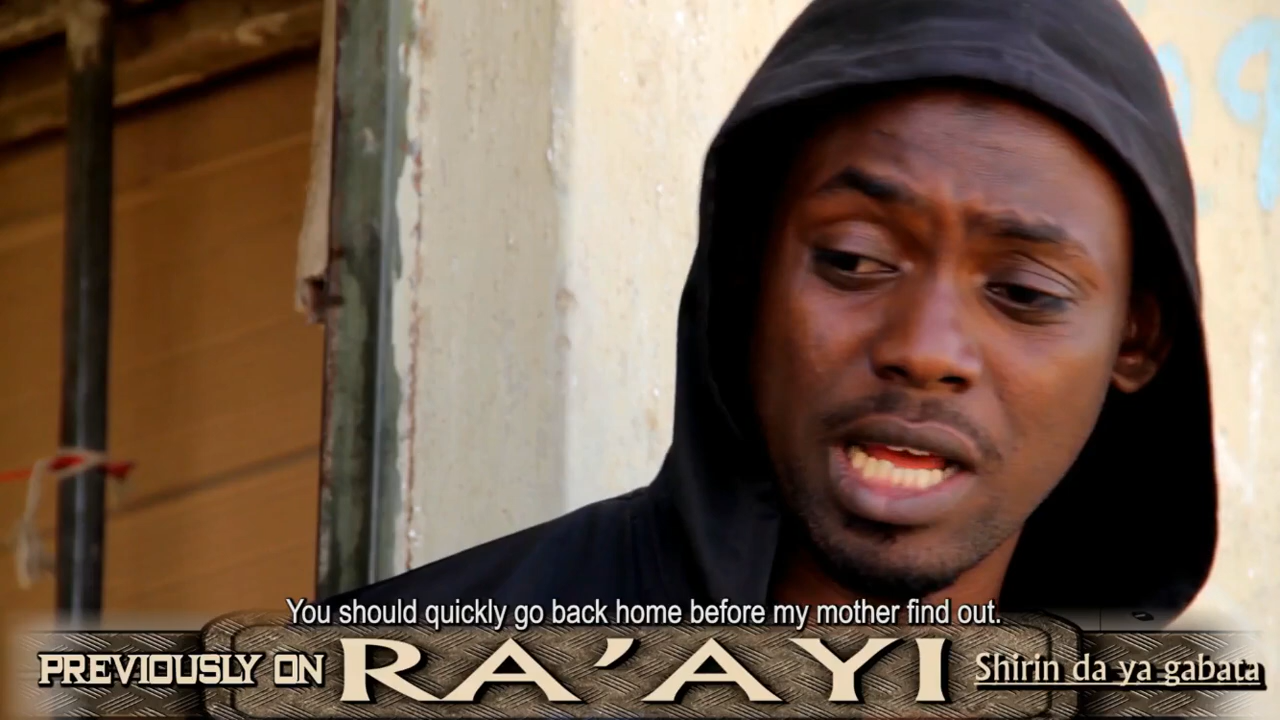 You should quickly go back home before my mother find out.
PREVIOUSLY ON RA'AYI Shirin da ya gabata